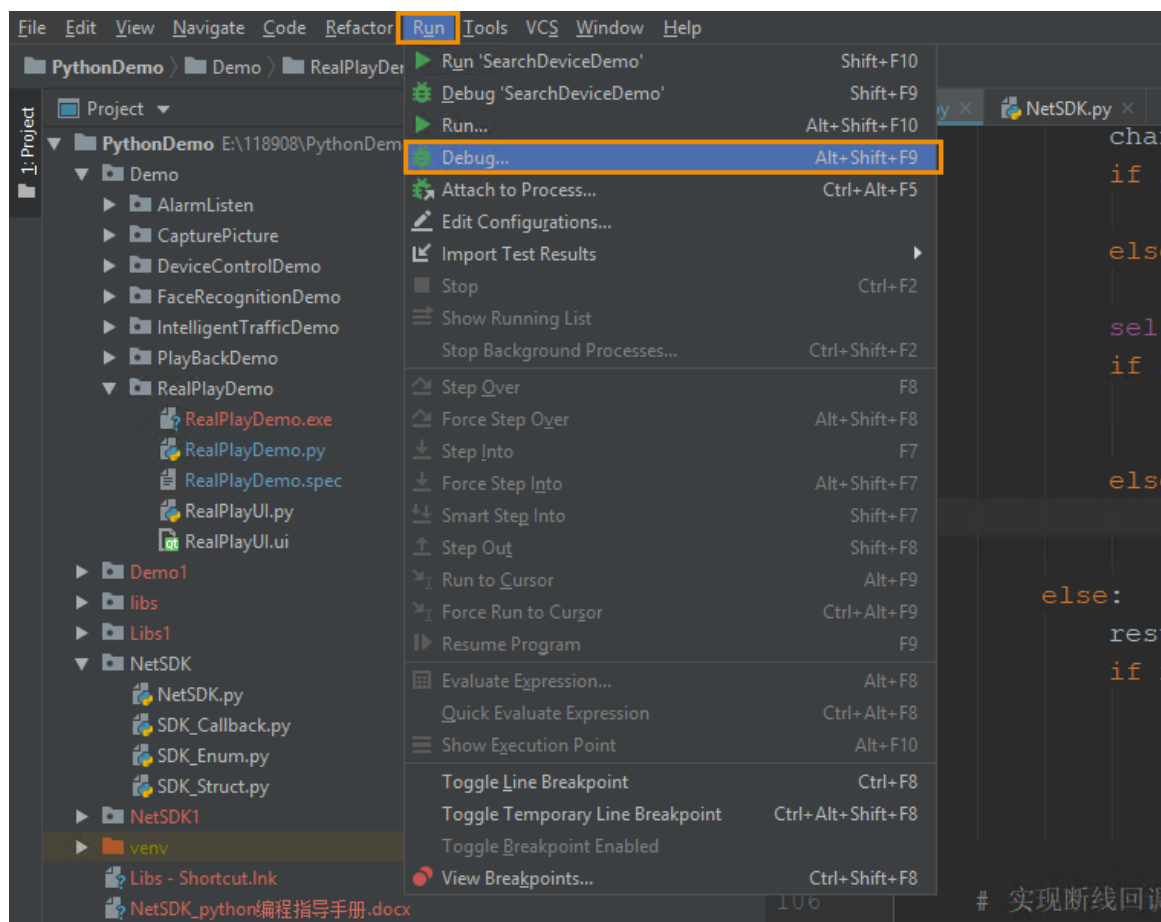 File Edit View Navigate Code Refactor Run Tools VCS Window Help
PythonDemo Demo
Project
1: Project
PythonDemo
Demo
AlarmListen
CapturePicture
DeviceControlDemo
FaceRecognitionDemo
IntelligentTrafficDemo
PlayBackDemo
RealPlayDemo
RealPlayDemo.exe
RealPlayDemo.py
RealPlayDemo.spec
RealPlayUI.py
RealPlayUI.ui
Demo1
libs
Libs1
NetSDK
NetSDK.py
SDK_Callback.py
SDK_Enum.py
SDK_Struct.py
NetSDK1
venv
Libs - Shortcut.lnk
NetSDK_python编程指导手册.docx
Run 'SearchDeviceDemo' Shift+F10
Debug 'SearchDeviceDemo' Shift+F9
Run... Alt+Shift+F10
Debug... Alt+Shift+F9
Attach to Process... Ctrl+Alt+F5
Edit Configurations...
Import Test Results
Stop Ctrl+F2
Show Running List
Stop Background Processes... Ctrl+Shift+F2
Step Over F8
Force Step Over Alt+Shift+F8
Step Into F7
Force Step Into Alt+Shift+F7
Smart Step Into Shift+F7
Step Out Shift+F8
Run to Cursor Alt+F9
Force Run to Cursor Ctrl+Alt+F9
Resume Program F9
Evaluate Expression... Alt+F8
Quick Evaluate Expression Ctrl+Alt+F8
Show Execution Point Alt+F10
Toggle Line Breakpoint Ctrl+F8
Toggle Temporary Line Breakpoint Ctrl+Alt+Shift+F8
Toggle Breakpoint Enabled
View Breakpoints... Ctrl+Shift+F8
NetSDK.py
if
if
else:
if
106 # 实现断线回调